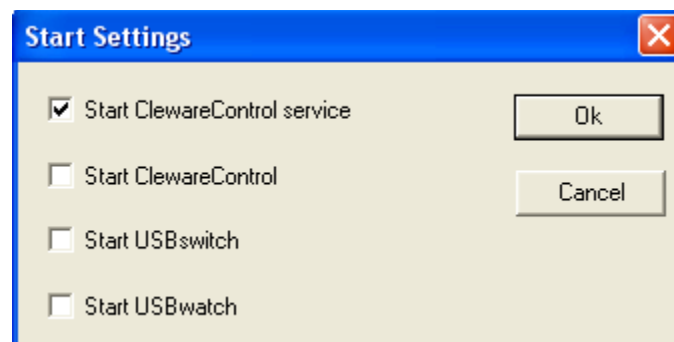 Start Settings
Start ClewareControl service
Ok
Start ClewareControl
Cancel
Start USBswitch
Start USBwatch